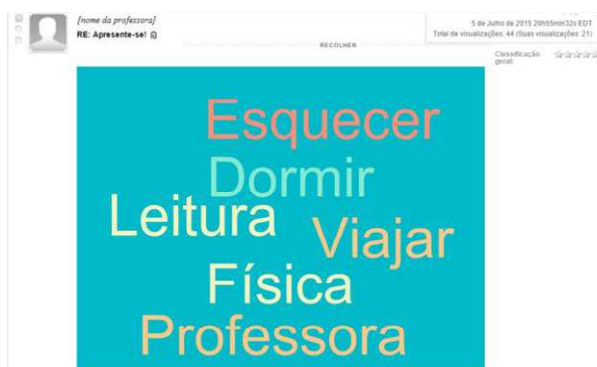 [nome da professora]
RE: Apresente-se!
5 de Julho de 2015 20h55min32s EDT
Total de visualizações: 44 (Suas visualizações: 21)
RECOLHER
Classificação
geral:
Esquecer
Dormir
Leitura
Viajar
Física
Professora